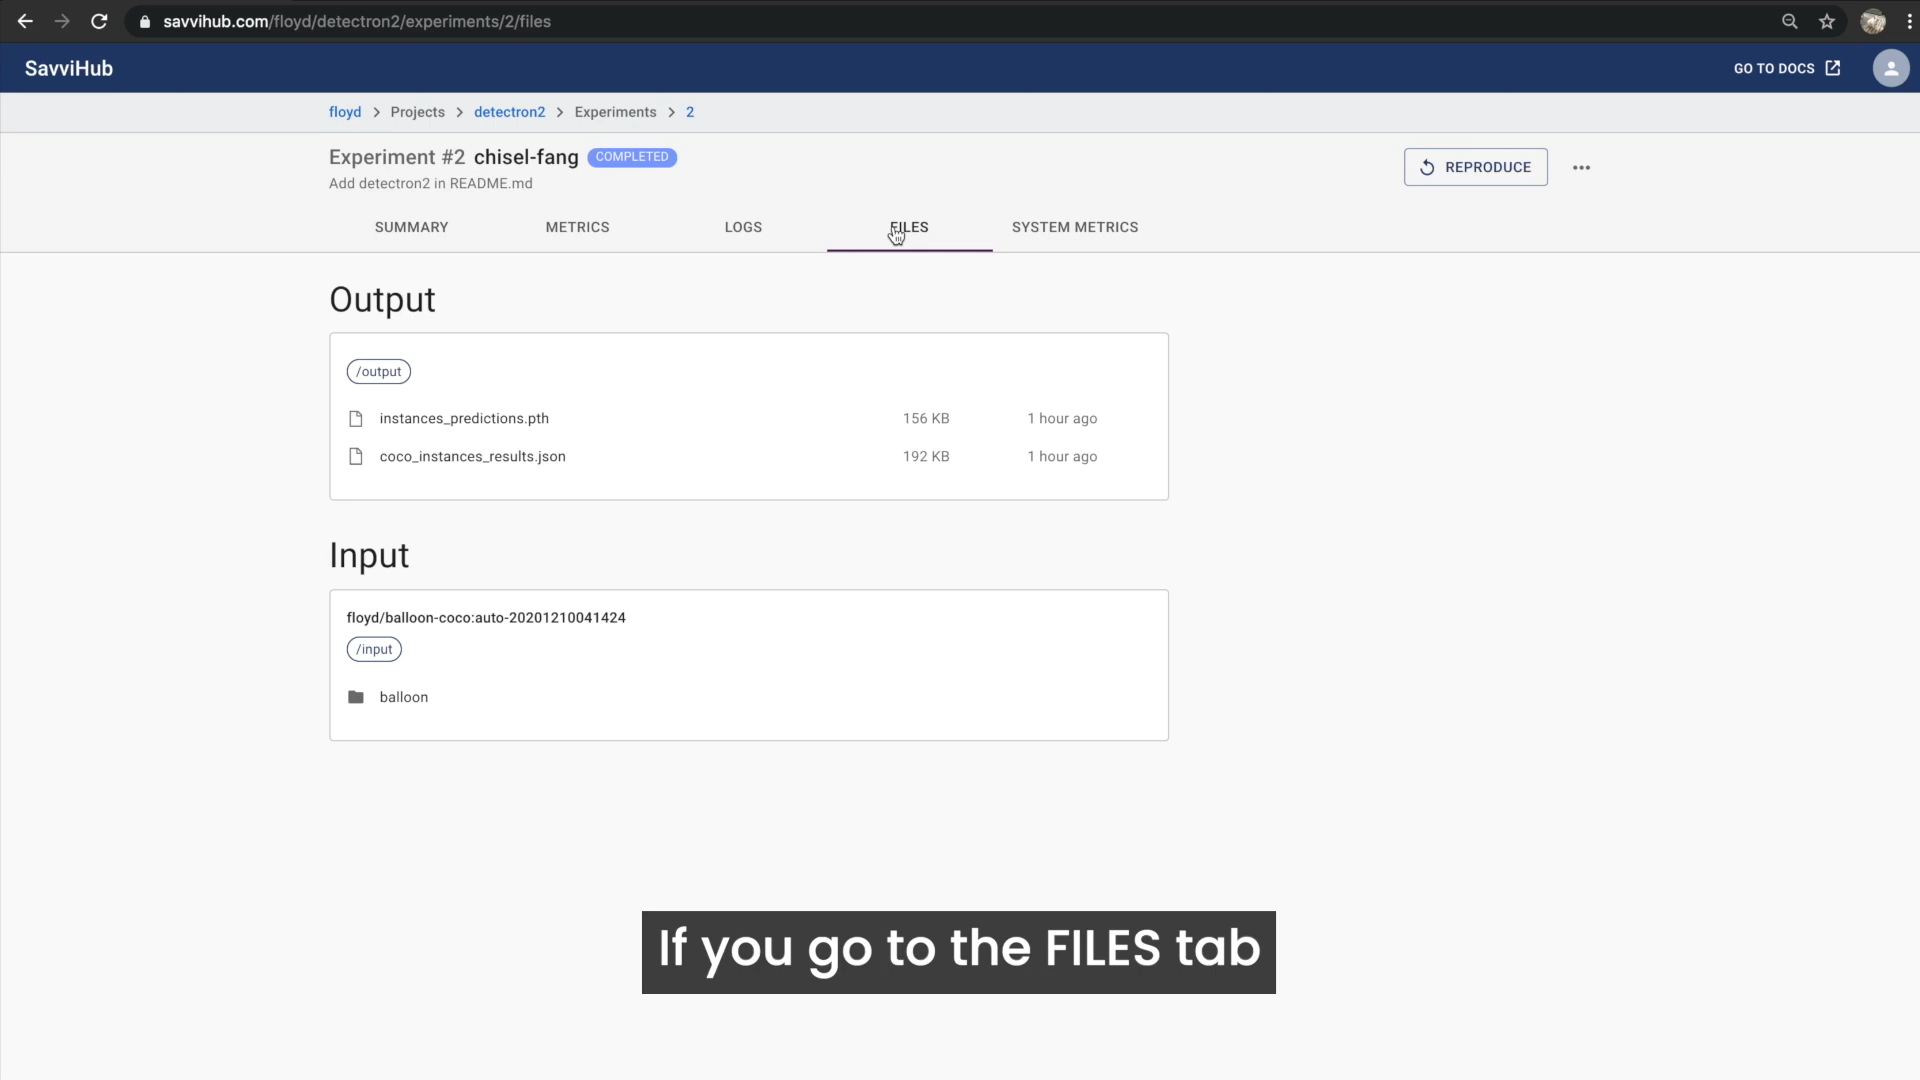 savvihub.com/floyd/detectron2/experiments/2/files
SavviHub
GO TO DOCS
floyd > Projects > detectron2 > Experiments > 2
Experiment #2 chisel-fang COMPLETED
REPRODUCE
Add detectron2 in README.md
SUMMARY METRICS LOGS FILES SYSTEM METRICS
Output
/output
instances_predictions.pth 156 KB 1 hour ago
coco_instances_results.json 192 KB 1 hour ago
Input
floyd/balloon-coco:auto-20201210041424
/input
balloon
If you go to the FILES tab